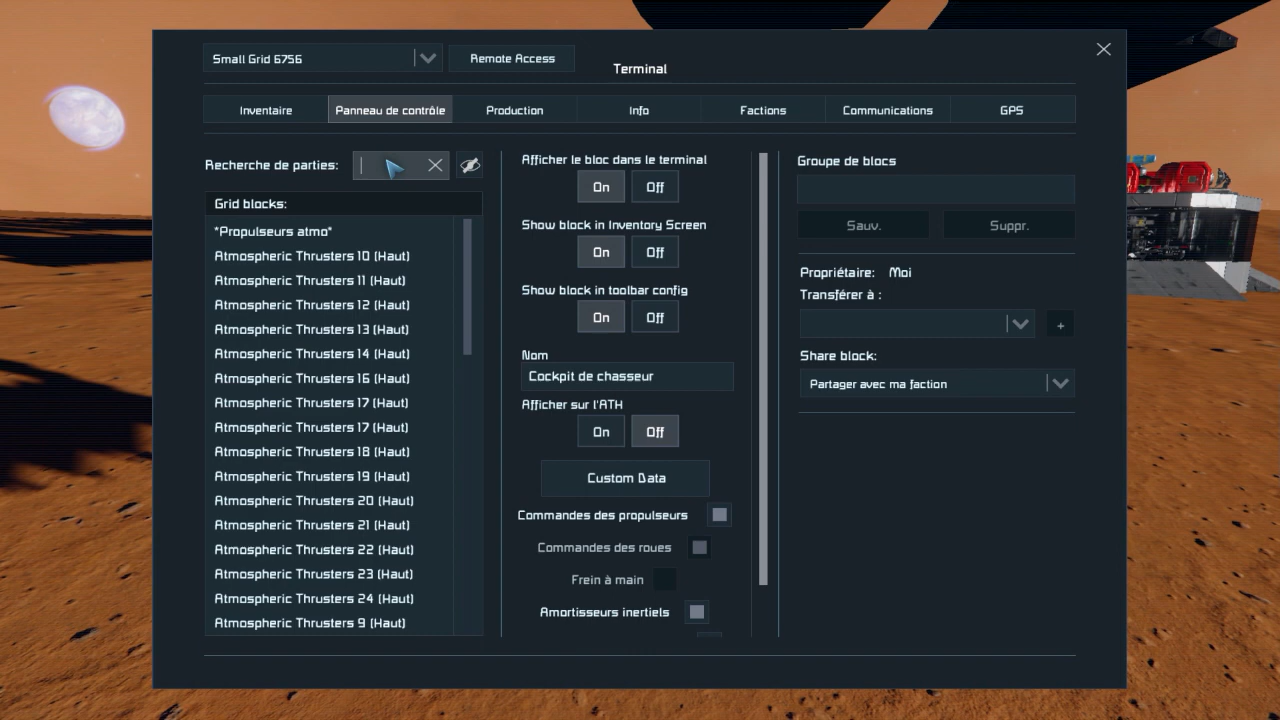 Small Grid 6756
Remote Access
Terminal
Inventaire
Panneau de contrôle
Production
Info
Factions
Communications
GPS
Recherche de parties:
Grid blocks:
*Propulseurs atmo*
Atmospheric Thrusters 10 (Haut)
Atmospheric Thrusters 11 (Haut)
Atmospheric Thrusters 12 (Haut)
Atmospheric Thrusters 13 (Haut)
Atmospheric Thrusters 14 (Haut)
Atmospheric Thrusters 16 (Haut)
Atmospheric Thrusters 17 (Haut)
Atmospheric Thrusters 17 (Haut)
Atmospheric Thrusters 18 (Haut)
Atmospheric Thrusters 19 (Haut)
Atmospheric Thrusters 20 (Haut)
Atmospheric Thrusters 21 (Haut)
Atmospheric Thrusters 22 (Haut)
Atmospheric Thrusters 23 (Haut)
Atmospheric Thrusters 24 (Haut)
Atmospheric Thrusters 9 (Haut)
Afficher le bloc dans le terminal
On Off
Show block in Inventory Screen
On Off
Show block in toolbar config
On Off
Nom
Cockpit de chasseur
Afficher sur l'ATH
On Off
Custom Data
Commandes des propulseurs
Commandes des roues
Frein à main
Amortisseurs inertiels
Groupe de blocs
Sauv. Suppr.
Propriétaire: Moi
Transférer à :
+
Share block:
Partager avec ma faction